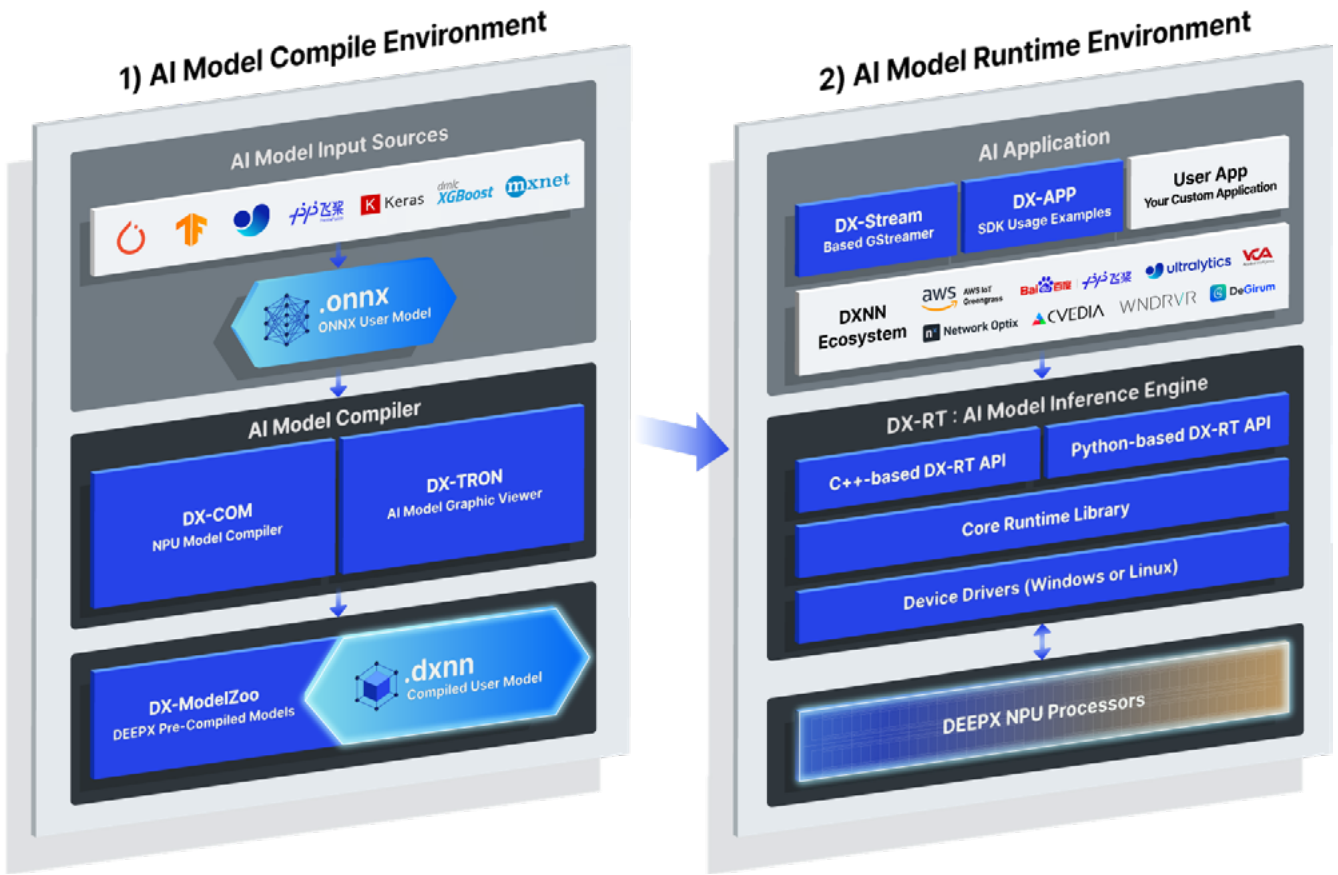 1) AI Model Compile Environment
AI Model Input Sources
飞桨
Keras
dmlc
XGBoost
mxnet
.onnx
ONNX User Model
AI Model Compiler
DX-COM
NPU Model Compiler
DX-TRON
AI Model Graphic Viewer
DX-ModelZoo
DEEPX Pre-Compiled Models
.dxnn
Compiled User Model
2) AI Model Runtime Environment
AI Application
DX-Stream
Based GStreamer
DX-APP
SDK Usage Examples
User App
Your Custom Application
DXNN
Ecosystem
aws
AWS IoT
Greengrass
Bai百度
飞桨
ultralytics
VCA
Network Optix
CVEDIA
WNDRVR
DeGirum
DX-RT : AI Model Inference Engine
C++-based DX-RT API
Python-based DX-RT API
Core Runtime Library
Device Drivers (Windows or Linux)
DEEPX NPU Processors